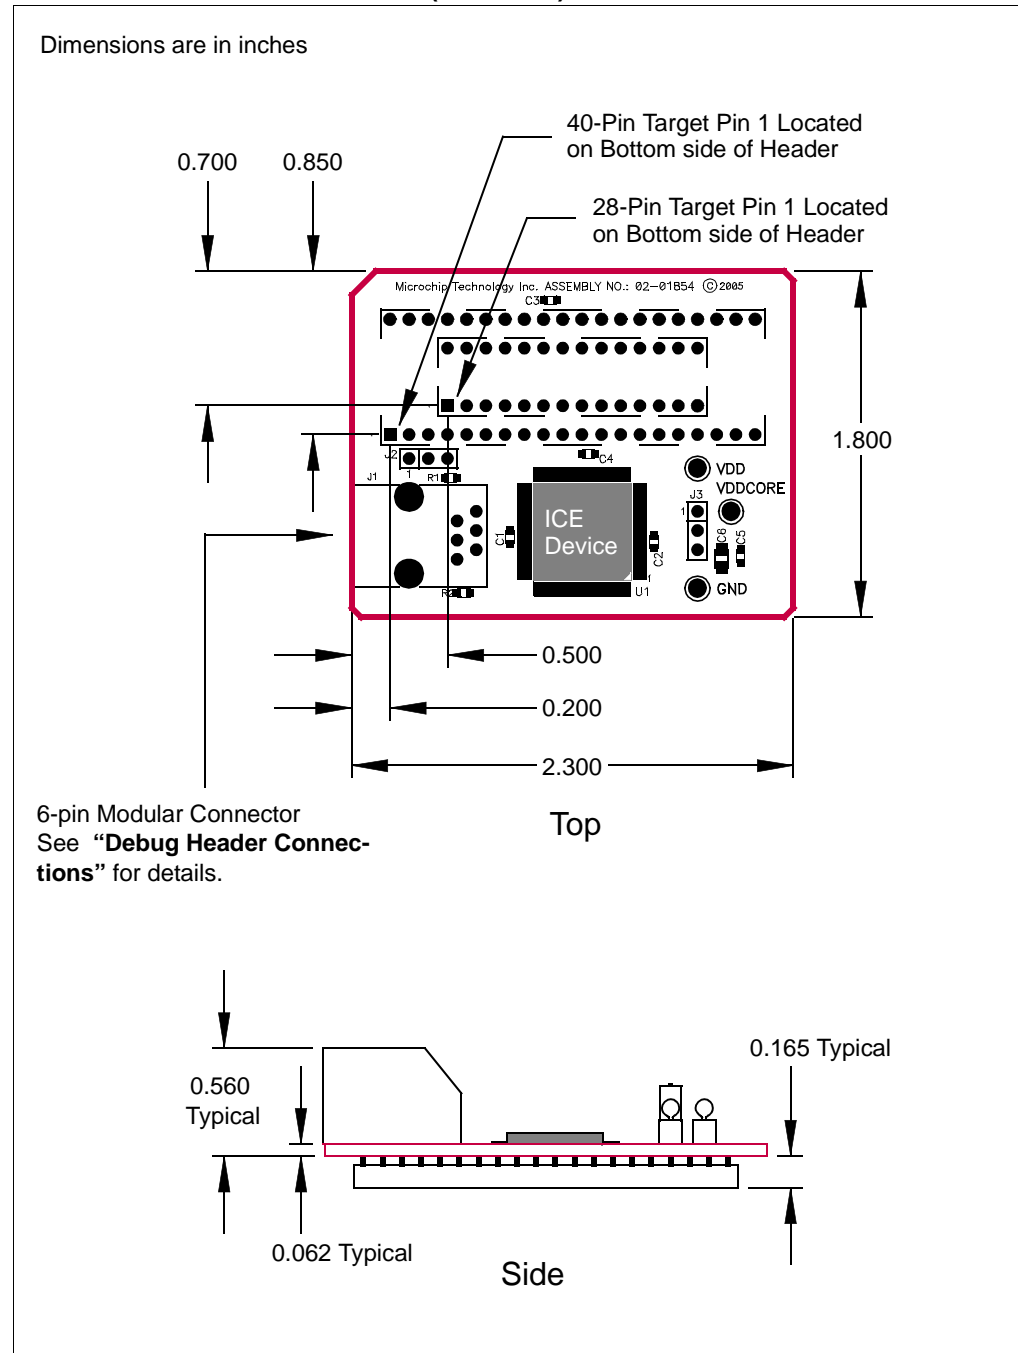 Dimensions are in inches
40-Pin Target Pin 1 Located
on Bottom side of Header
0.700
0.850
28-Pin Target Pin 1 Located
on Bottom side of Header
Microchip Technology Inc. ASSEMBLY NO.: 02-01854 ©2005
C3
1.800
J2
C4
J1
1
R1
VDD
VDDCORE
J3
1
ICE
Device
C1
C2
C6
C5
1
U1
GND
0.500
0.200
2.300
6-pin Modular Connector
See “Debug Header Connec-
tions” for details.
Top
0.165 Typical
0.560
Typical
0.062 Typical
Side